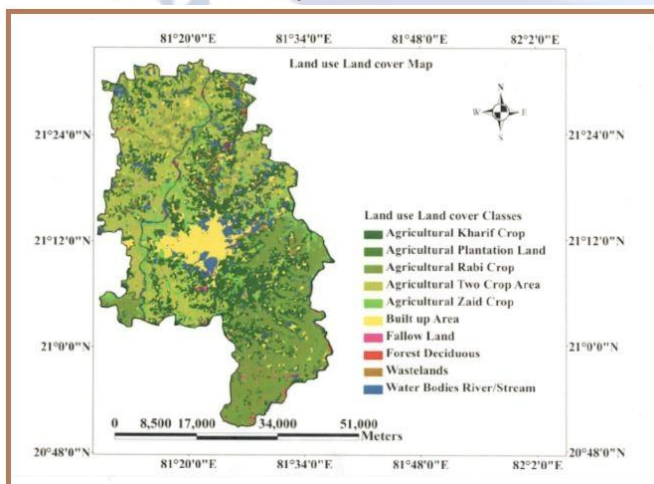 81°20'0"E 81°34'0"E 81°48'0"E 82°2'0"E
Land use Land cover Map
N
W E
S
21°24'0"N 21°24'0"N
Land use Land cover Classes
Agricultural Kharif Crop
Agricultural Plantation Land
21°12'0"N 21°12'0"N
Agricultural Rabi Crop
Agricultural Two Crop Area
Agricultural Zaid Crop
Built up Area
Fallow Land
21°0'0"N 21°0'0"N
Forest Deciduous
Wastelands
Water Bodies River/Stream
0 8,500 17,000 34,000 51,000
Meters
20°48'0"N 20°48'0"N
81°20'0"E 81°34'0"E 81°48'0"E 82°2'0"E